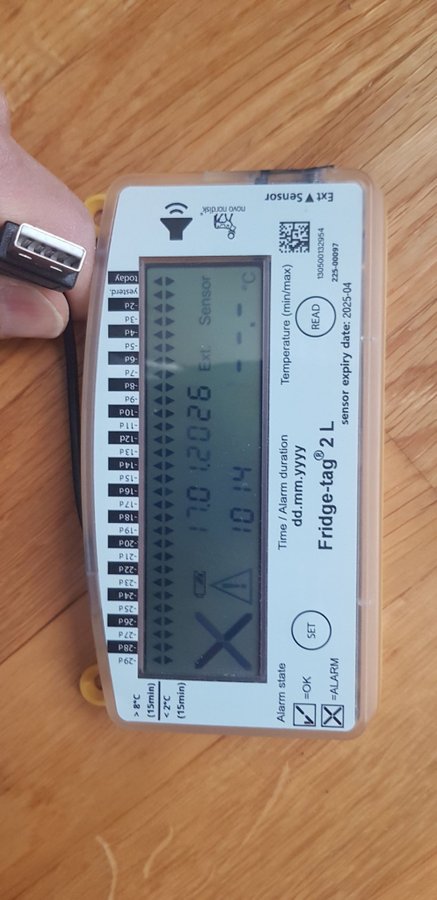 > 8°C
(15min)
< 2°C
(15min)
-29d -28d -27d -26d -25d -24d -23d -22d -21d -20d -19d -18d -17d -16d -15d -14d -13d -12d -11d -10d -9d -8d -7d -6d -5d -4d -3d -2d yesterd. today
17.01.2026 Ext. Sensor
10 14 --.- °C
novo nordisk®
Alarm state
=OK
=ALARM
SET
Time / Alarm duration
dd.mm.yyyy
Fridge-tag® 2 L
Temperature (min/max)
READ
sensor expiry date: 2025-04
130500132954
225-00097
Ext ▼ Sensor